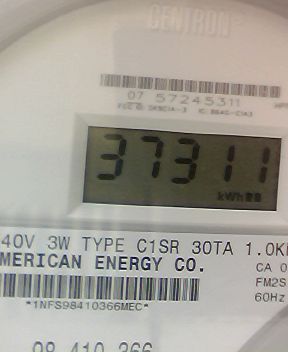 CENTRON
07 57245311
37311
kWh
40V 3W TYPE C1SR 30TA 1.0K
MERICAN ENERGY CO.
CA 0
FM2S
60Hz
*1NFS98410366MEC*
98 410 366